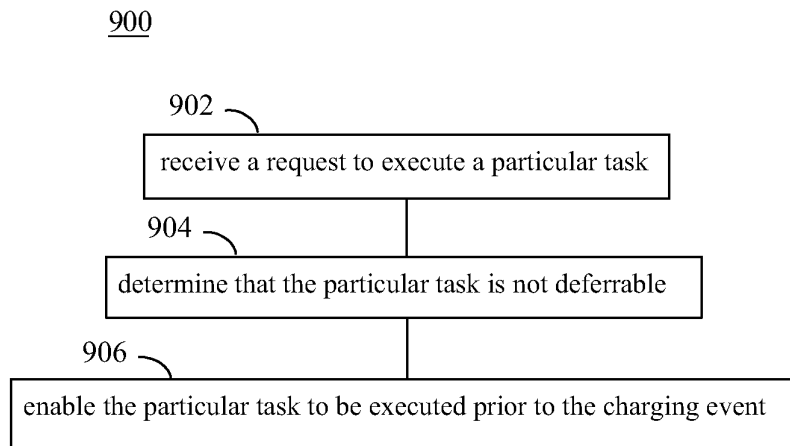 900
902
receive a request to execute a particular task
904
determine that the particular task is not deferrable
906
enable the particular task to be executed prior to the charging event